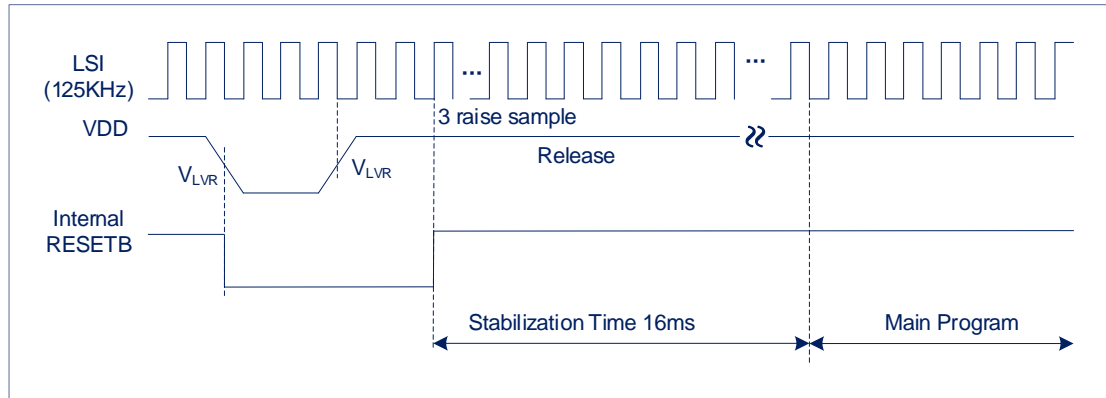 LSI
(125KHz)
... ...
3 raise sample
VDD
Release
VLVR VLVR
Internal
RESETB
Stabilization Time 16ms Main Program